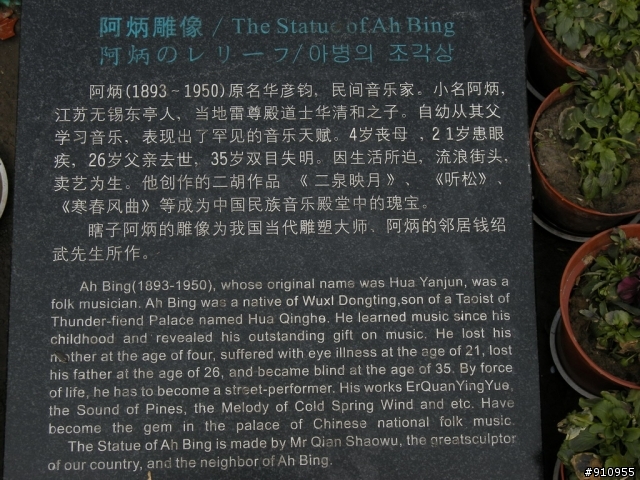 阿炳雕像 / The Statue of Ah Bing
阿炳のレリーフ/아병의 조각상
阿炳(1893-1950)原名华彦钧，民间音乐家。小名阿炳，
江苏无锡东亭人，当地雷尊殿道士华清和之子。自幼从其父
学习音乐，表现出了罕见的音乐天赋。4岁丧母，21岁患眼
疾，26岁父亲去世，35岁双目失明。因生活所迫，流浪街头，
卖艺为生。他创作的二胡作品《二泉映月》、《听松》、
《寒春风曲》等成为中国民族音乐殿堂中的瑰宝。
瞎子阿炳的雕像为我国当代雕塑大师、阿炳的邻居钱绍
武先生所作。
Ah Bing(1893-1950), whose original name was Hua Yanjun, was a
folk musician. Ah Bing was a native of WuxI Dongting,son of a Taoist of
Thunder-fiend Palace named Hua Qinghe. He learned music since his
childhood and revealed his outstanding gift on music. He lost his
mother at the age of four, suffered with eye illness at the age of 21, lost
his father at the age of 26, and became blind at the age of 35. By force
of life, he has to become a street-performer. His works ErQuanYingYue,
the Sound of Pines, the Melody of Cold Spring Wind and etc. Have
become the gem in the palace of Chinese national folk music.
The Statue of Ah Bing is made by Mr Qian Shaowu, the greatsculptor
of our country, and the neighbor of Ah Bing.
#910955